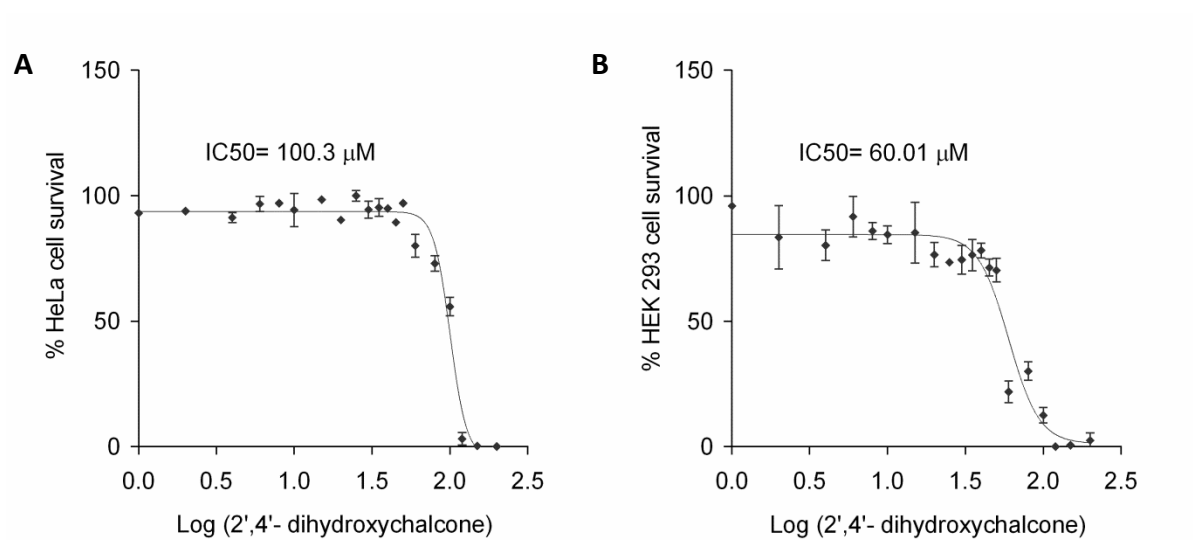 A
150
100
50
0
% HeLa cell survival
IC50= 100.3 μM
0.0 0.5 1.0 1.5 2.0 2.5
Log (2',4'- dihydroxychalcone)
B
150
100
50
0
% HEK 293 cell survival
IC50= 60.01 μM
0.0 0.5 1.0 1.5 2.0 2.5
Log (2',4'- dihydroxychalcone)